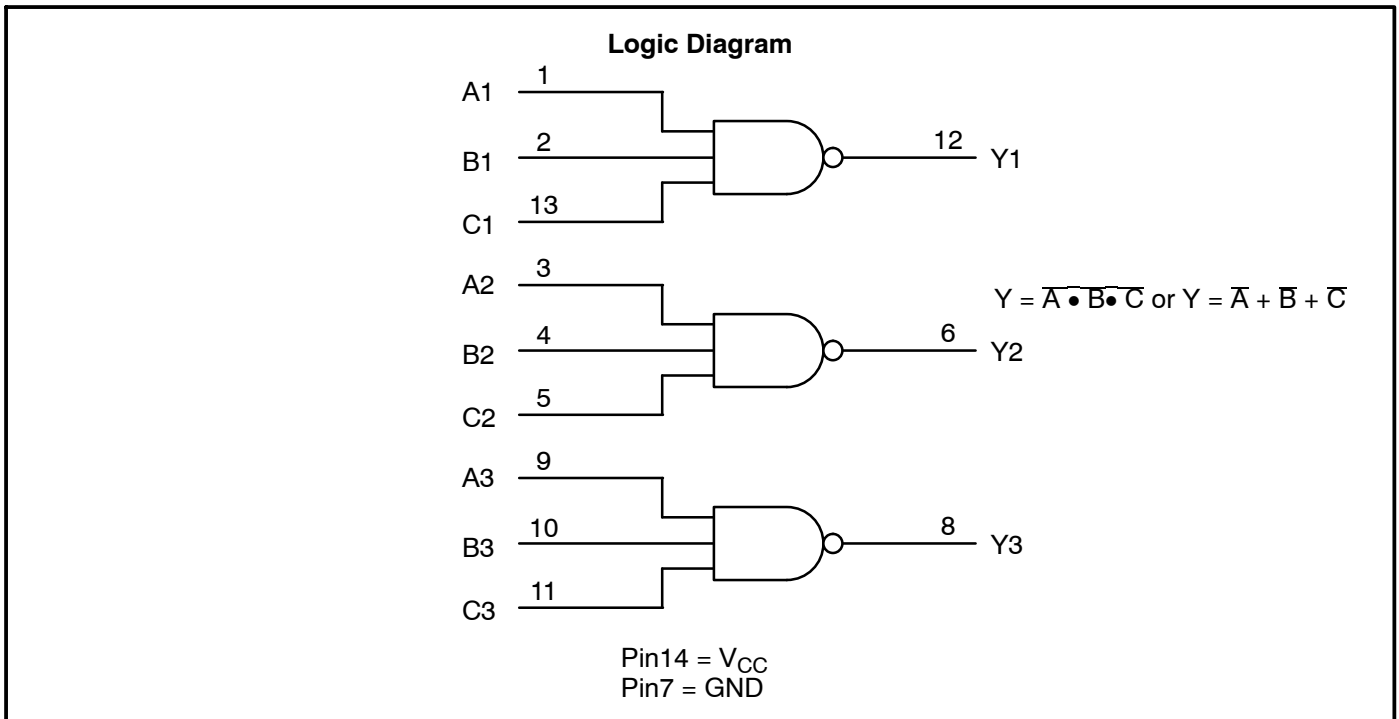 Logic Diagram
A1 1
B1 2
12 Y1
C1 13
A2 3
Y = A̅ ̅•̅ ̅B̅•̅ ̅C̅ or Y = A̅ + B̅ + C̅
B2 4
6 Y2
C2 5
A3 9
B3 10
8 Y3
C3 11
Pin14 = VCC
Pin7 = GND